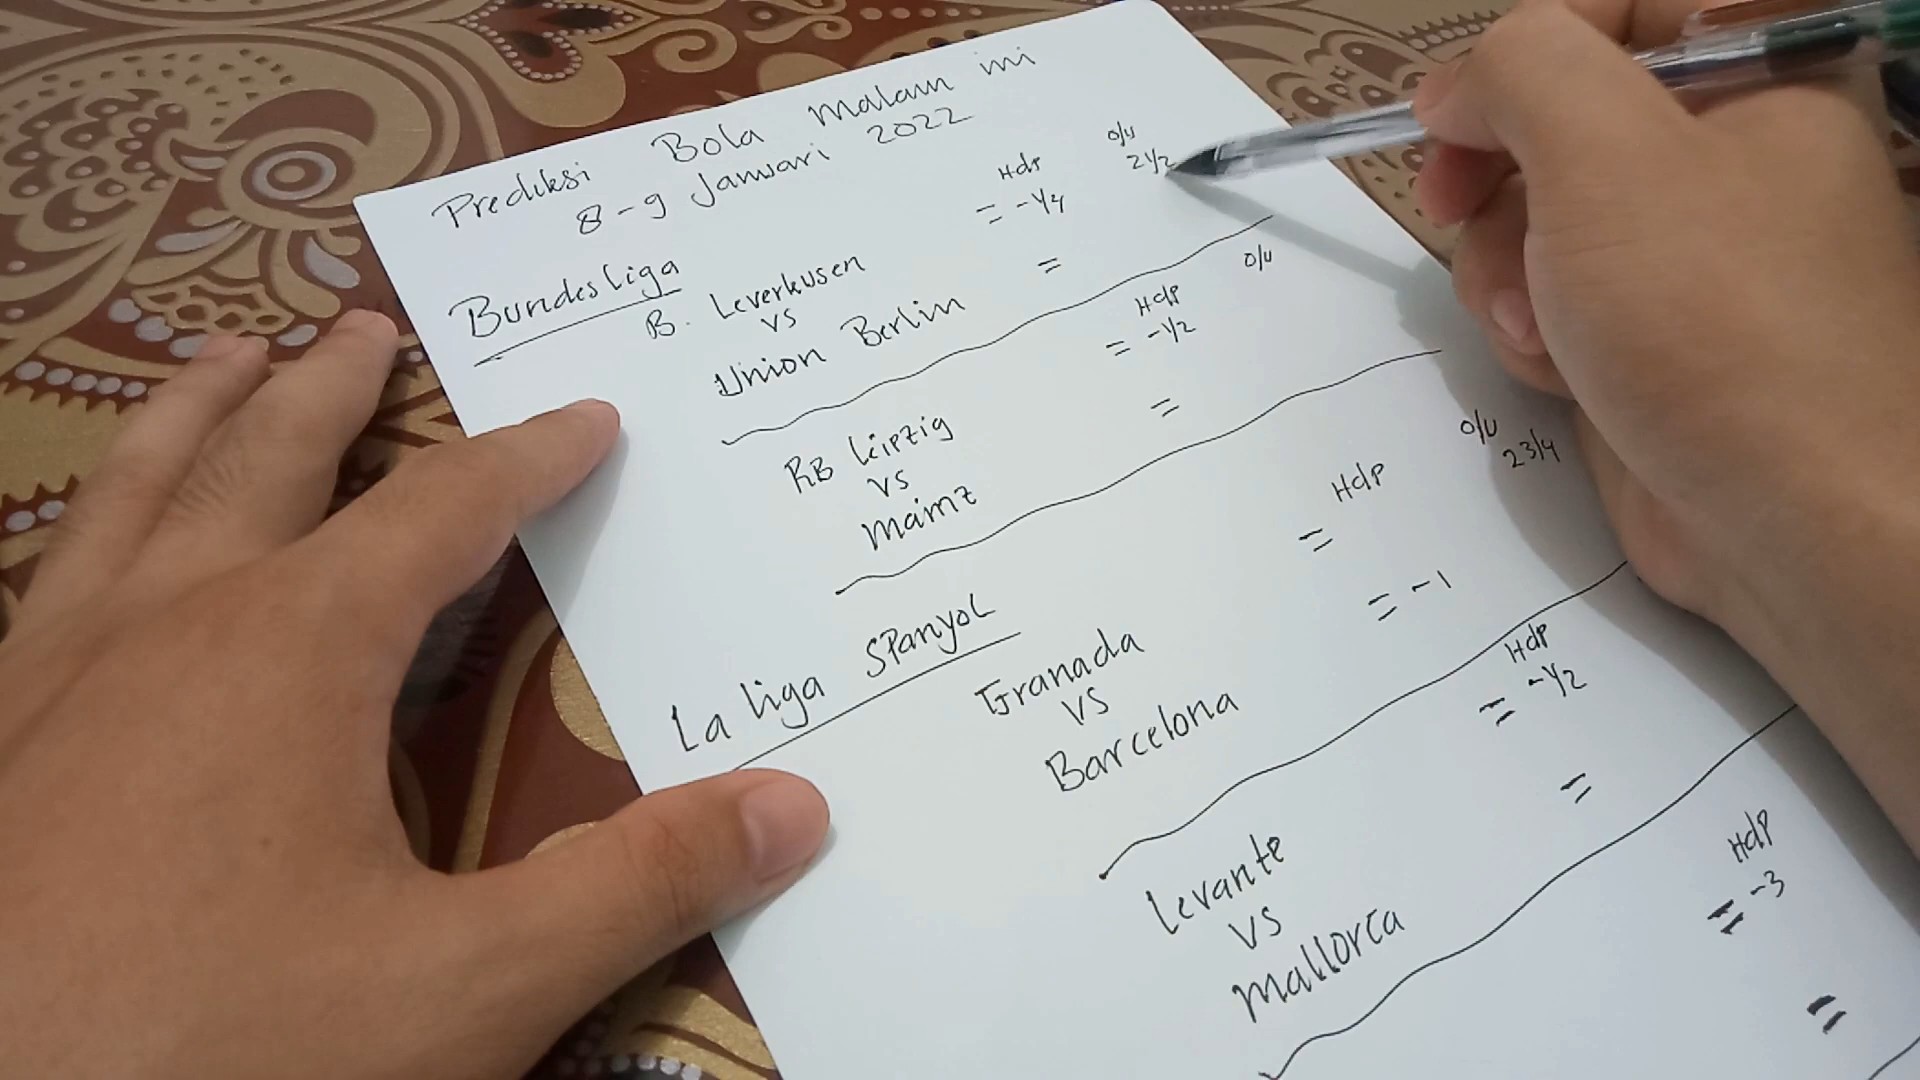 Prediksi Bola Malam ini
8-9 Januari 2022
Bundesliga
Hdp O/U
B. Leverkusen = -1/4 2 1/2
vs
Union Berlin =
Hdp O/U
RB Leipzig = -1/2
vs
Mainz =
La liga SPanyol
Hdp O/U
Granada = 2 3/4
vs
Barcelona = -1
Hdp
Levante = -1/2
vs
Mallorca =
Hdp
= -3
=